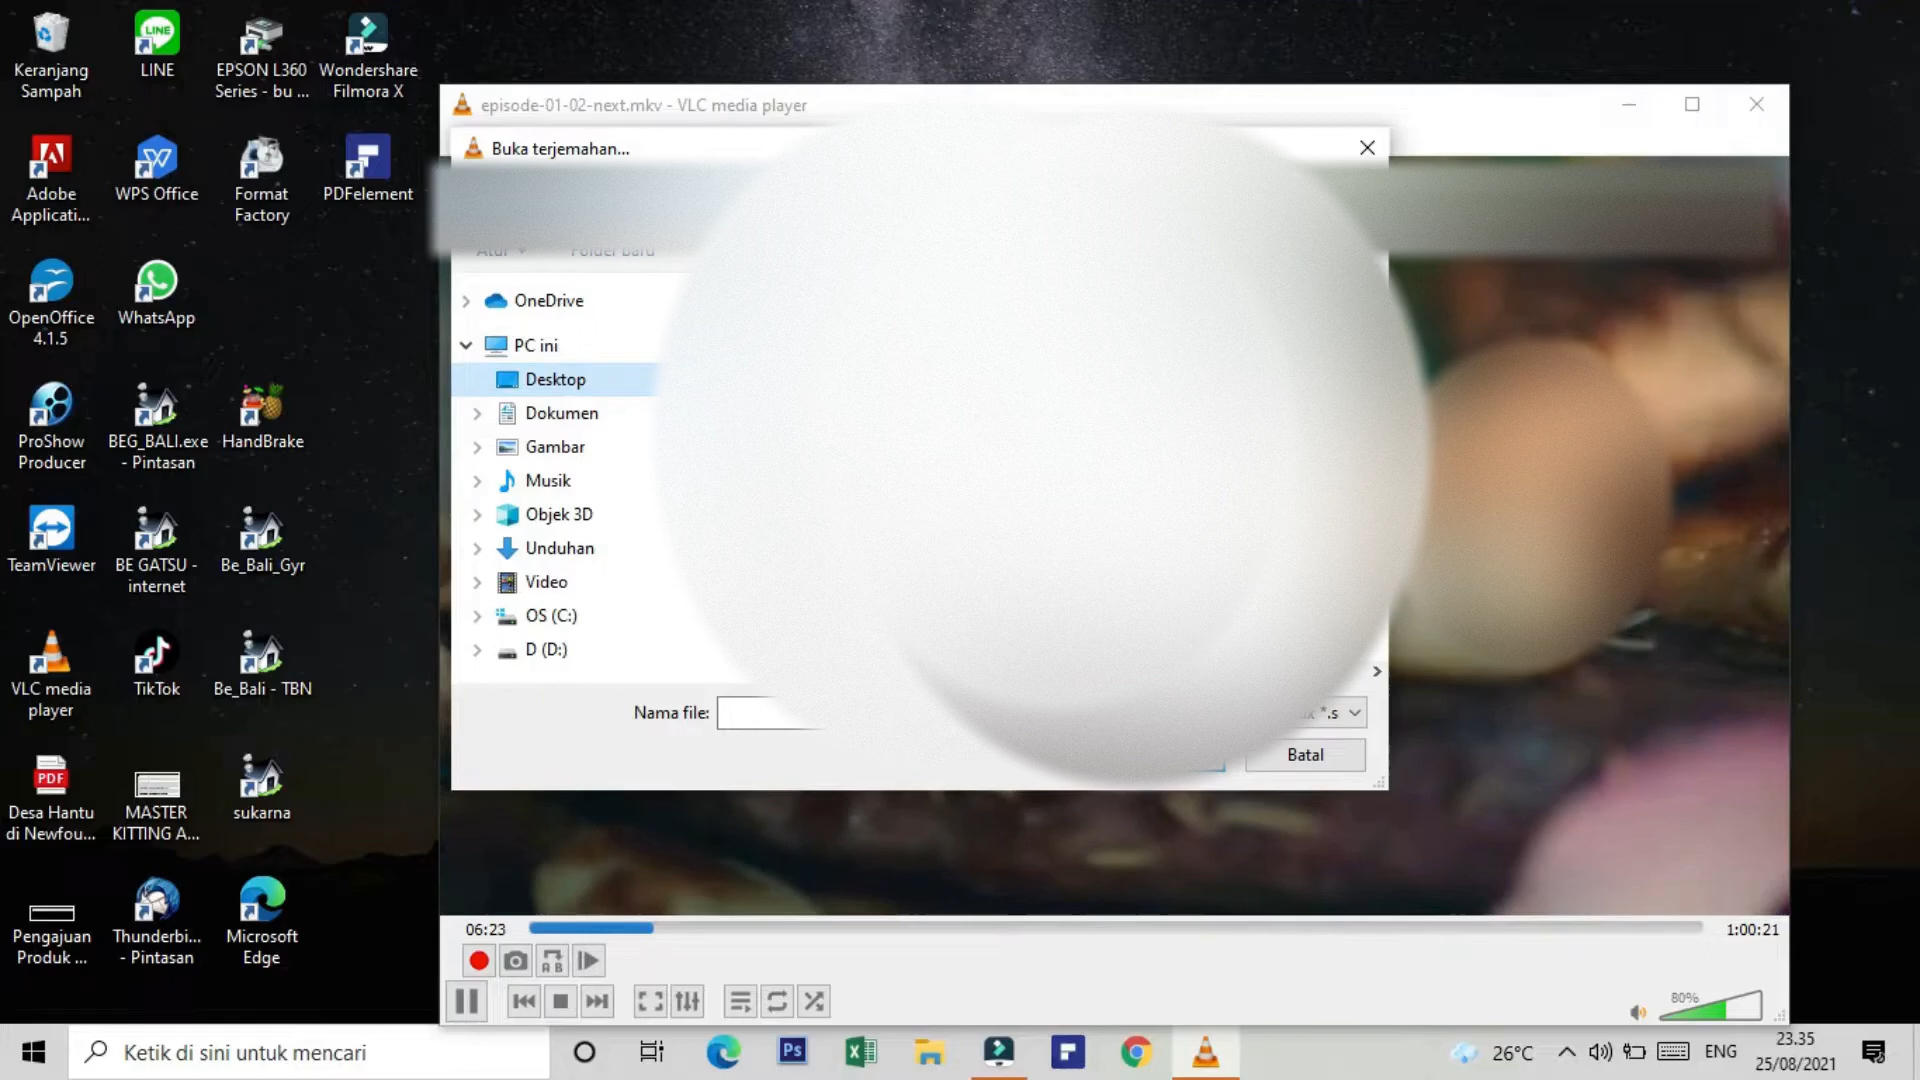 Keranjang
Sampah
LINE
EPSON L360
Series - bu ...
Wondershare
Filmora X
Adobe
Applicati...
WPS Office
Format
Factory
PDFelement
OpenOffice
4.1.5
WhatsApp
ProShow
Producer
BEG_BALI.exe
- Pintasan
HandBrake
TeamViewer
BE GATSU -
internet
Be_Bali_Gyr
VLC media
player
TikTok
Be_Bali - TBN
Desa Hantu
di Newfou...
MASTER
KITTING A...
sukarna
Pengajuan
Produk ...
Thunderbi...
- Pintasan
Microsoft
Edge
episode-01-02-next.mkv - VLC media player
Buka terjemahan...
OneDrive
PC ini
Desktop
Dokumen
Gambar
Musik
Objek 3D
Unduhan
Video
OS (C:)
D (D:)
Nama file:
*.s
Batal
06:23
1:00:21
80%
Ketik di sini untuk mencari
26°C
ENG
23.35
25/08/2021